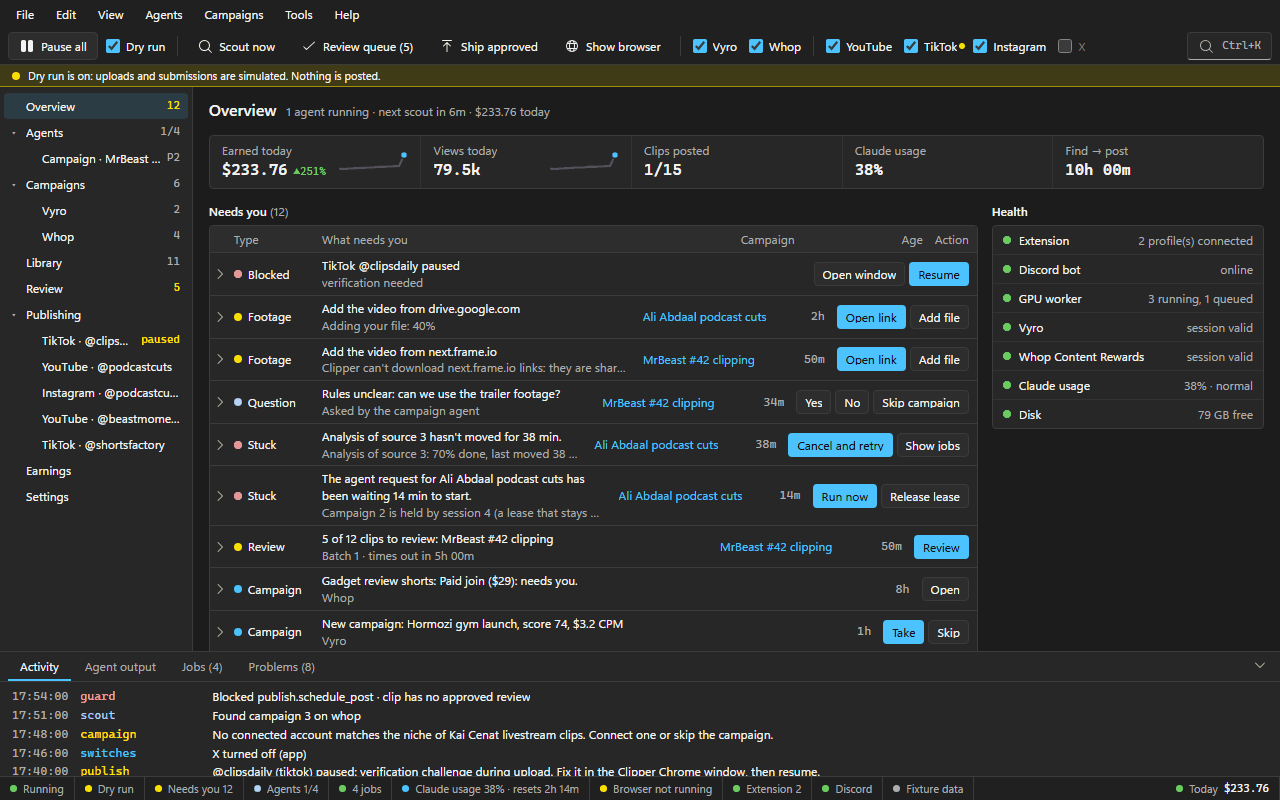 File Edit View Agents Campaigns Tools Help
Pause all Dry run Scout now Review queue (5) Ship approved Show browser Vyro Whop YouTube TikTok Instagram X Ctrl+K
Dry run is on: uploads and submissions are simulated. Nothing is posted.
Overview 12
Agents 1/4
Campaign · MrBeast ... P2
Campaigns 6
Vyro 2
Whop 4
Library 11
Review 5
Publishing
TikTok · @clips... paused
YouTube · @podcastcuts
Instagram · @podcastcu...
YouTube · @beastmome...
TikTok · @shortsfactory
Earnings
Settings
Overview 1 agent running · next scout in 6m · $233.76 today
Earned today
$233.76 ▲251%
Views today
79.5k
Clips posted
1/15
Claude usage
38%
Find → post
10h 00m
Needs you (12)
Type What needs you Campaign Age Action
Blocked TikTok @clipsdaily paused Open window Resume
verification needed
Footage Add the video from drive.google.com Ali Abdaal podcast cuts 2h Open link Add file
Adding your file: 40%
Footage Add the video from next.frame.io MrBeast #42 clipping 50m Open link Add file
Clipper can't download next.frame.io links: they are shar...
Question Rules unclear: can we use the trailer footage? MrBeast #42 clipping 34m Yes No Skip campaign
Asked by the campaign agent
Stuck Analysis of source 3 hasn't moved for 38 min. Ali Abdaal podcast cuts 38m Cancel and retry Show jobs
Analysis of source 3: 70% done, last moved 38 ...
Stuck The agent request for Ali Abdaal podcast cuts has
been waiting 14 min to start. Ali Abdaal podcast cuts 14m Run now Release lease
Campaign 2 is held by session 4 (a lease that stays ...
Review 5 of 12 clips to review: MrBeast #42 clipping MrBeast #42 clipping 50m Review
Batch 1 · times out in 5h 00m
Campaign Gadget review shorts: Paid join ($29): needs you. 8h Open
Whop
Campaign New campaign: Hormozi gym launch, score 74, $3.2 CPM 1h Take Skip
Vyro
Health
Extension 2 profile(s) connected
Discord bot online
GPU worker 3 running, 1 queued
Vyro session valid
Whop Content Rewards session valid
Claude usage 38% · normal
Disk 79 GB free
Activity Agent output Jobs (4) Problems (8)
17:54:00 guard Blocked publish.schedule_post · clip has no approved review
17:51:00 scout Found campaign 3 on whop
17:48:00 campaign No connected account matches the niche of Kai Cenat livestream clips. Connect one or skip the campaign.
17:46:00 switches X turned off (app)
17:40:00 publish @clipsdaily (tiktok) paused: verification challenge during upload. Fix it in the Clipper Chrome window, then resume.
Running Dry run Needs you 12 Agents 1/4 4 jobs Claude usage 38% · resets 2h 14m Browser not running Extension 2 Discord Fixture data Today $233.76